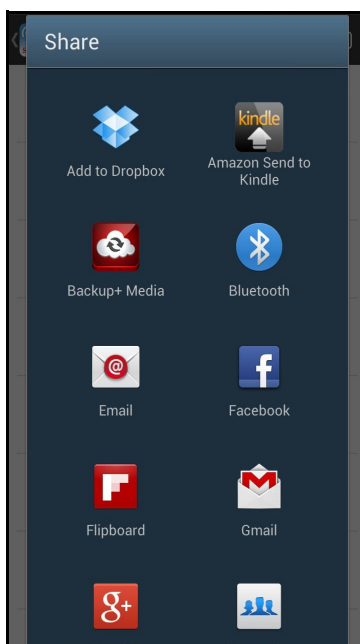 Share
kindle
Add to Dropbox
Amazon Send to
Kindle
Backup+ Media
Bluetooth
@
f
Email
Facebook
Flipboard
Gmail
g+